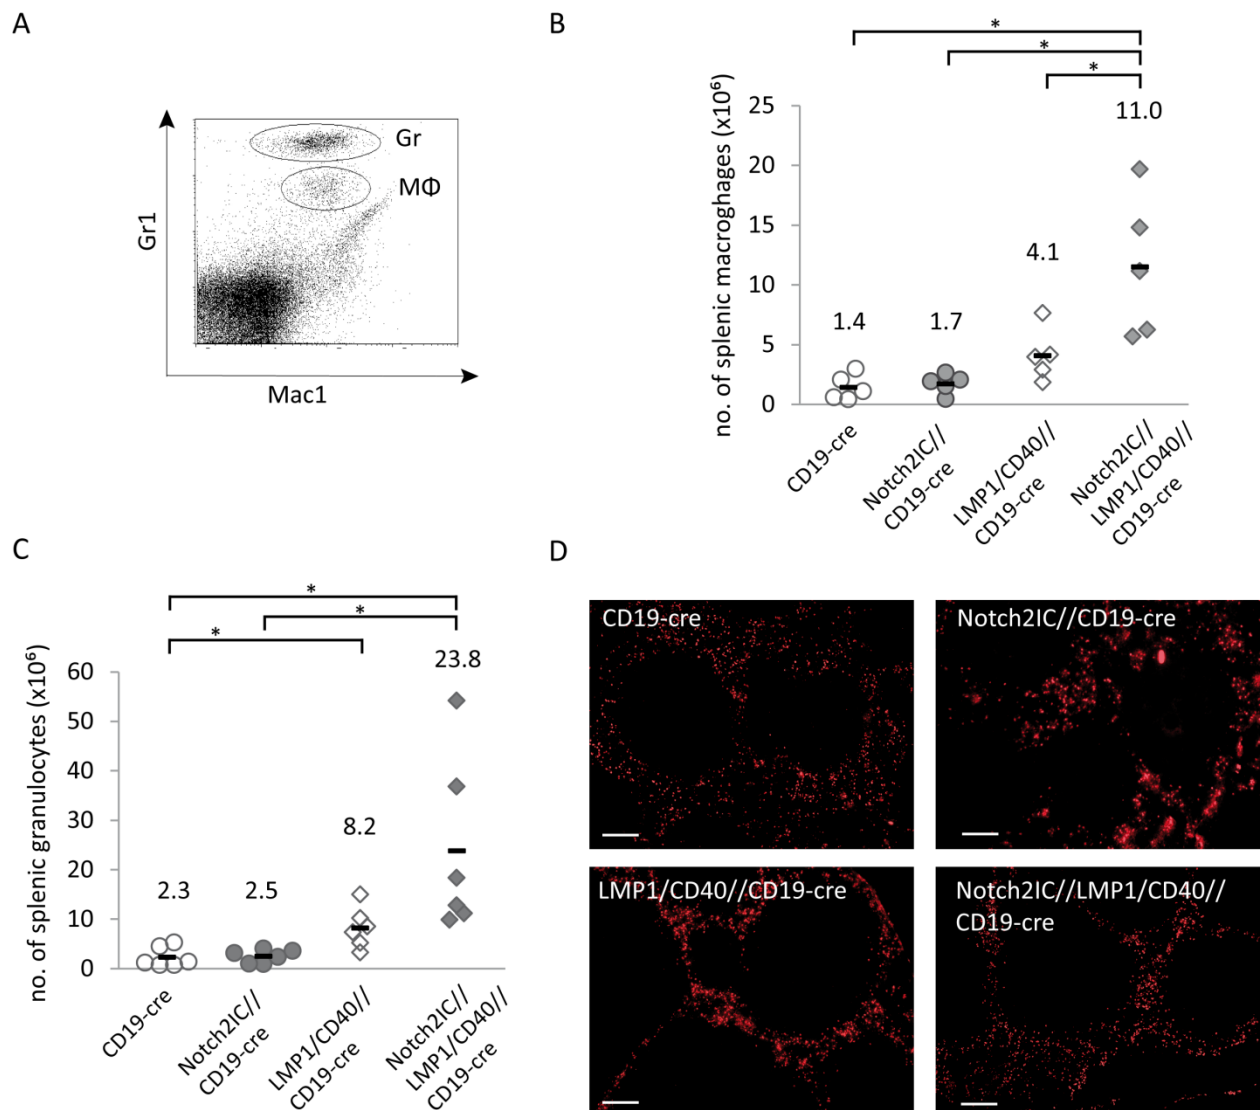 A
Gr1
Gr
MΦ
Mac1
B
*
*
*
no. of splenic macroghages (x10⁶)
25
20
15
10
5
0
1.4
1.7
4.1
11.0
CD19-cre
Notch2IC//
CD19-cre
LMP1/CD40//
CD19-cre
Notch2IC//
LMP1/CD40//
CD19-cre
C
*
*
*
no. of splenic granulocytes (x10⁶)
60
50
40
30
20
10
0
2.3
2.5
8.2
23.8
CD19-cre
Notch2IC//
CD19-cre
LMP1/CD40//
CD19-cre
Notch2IC//
LMP1/CD40//
CD19-cre
D
CD19-cre
Notch2IC//CD19-cre
LMP1/CD40//CD19-cre
Notch2IC//LMP1/CD40//
CD19-cre